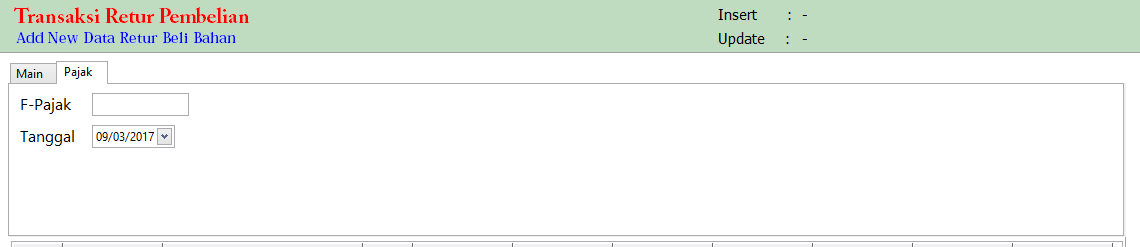 Transaksi Retur Pembelian
Add New Data Retur Beli Bahan
Insert : -
Update : -
Main Pajak
F-Pajak
Tanggal 09/03/2017